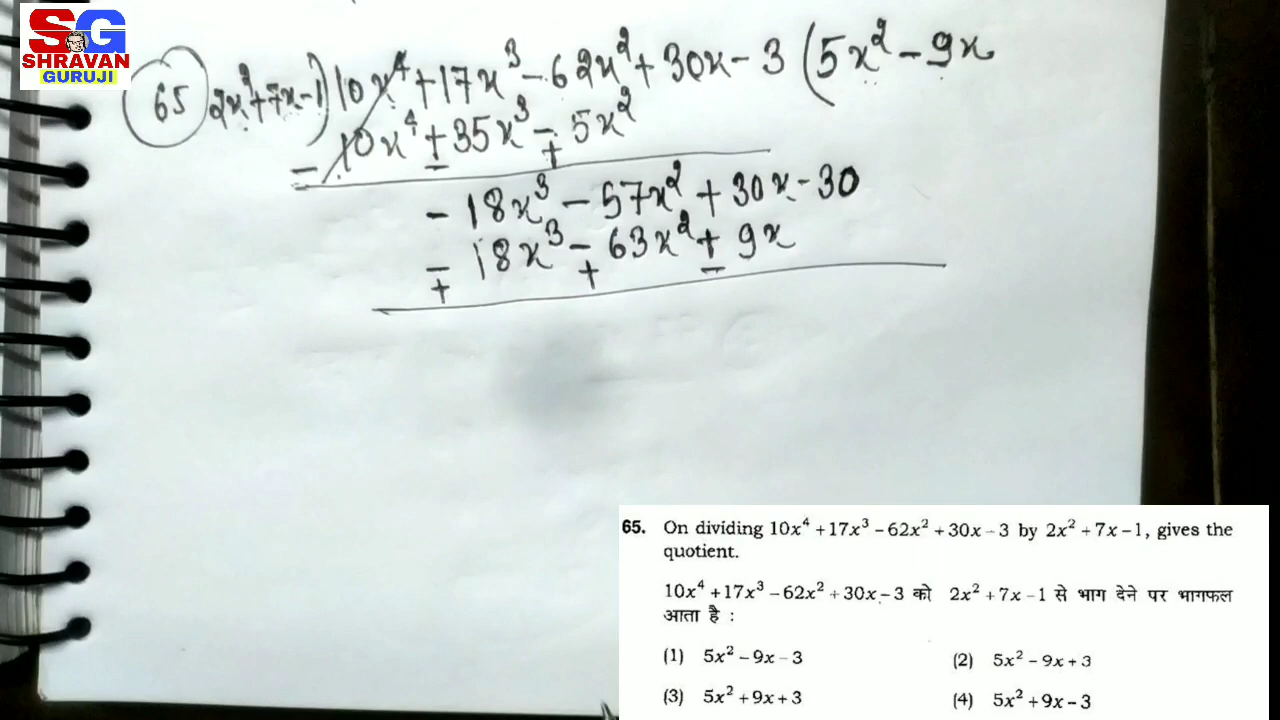 SG
SHRAVAN
GURUJI
65 2x²+7x-1)10x⁴+17x³-62x²+30x-3(5x²-9x
10x⁴+35x³-5x²
- - +
-18x³-57x²+30x-30
-18x³-63x²+9x
+ + -
65. On dividing 10x⁴+17x³-62x²+30x-3 by 2x²+7x-1, gives the
quotient.
10x⁴+17x³-62x²+30x-3 को 2x²+7x-1 से भाग देने पर भागफल
आता है :
(1) 5x²-9x-3 (2) 5x²-9x+3
(3) 5x²+9x+3 (4) 5x²+9x-3